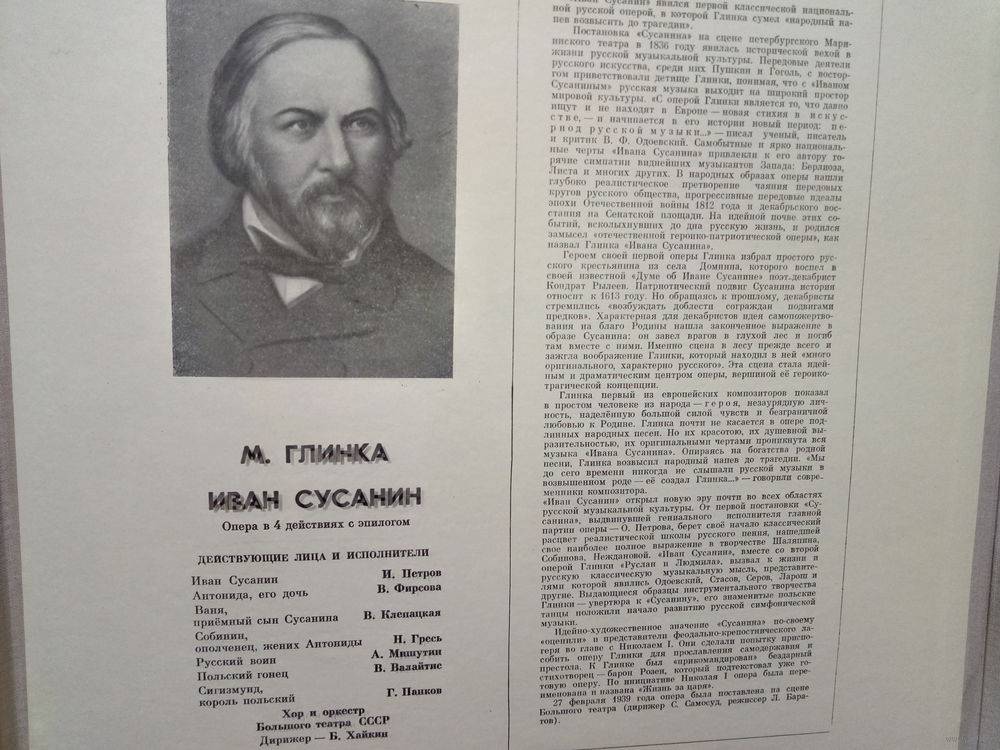 М. ГЛИНКА
ИВАН СУСАНИН
Опера в 4 действиях с эпилогом
ДЕЙСТВУЮЩИЕ ЛИЦА И ИСПОЛНИТЕЛИ
Иван Сусанин И. Петров
Антонида, его дочь В. Фирсова
Ваня,
приёмный сын Сусанина В. Клепацкая
Собинин,
ополченец, жених Антониды Н. Гресь
Русский воин А. Мишутин
Польский гонец В. Валайтис
Сигизмунд,
король польский Г. Панков
Хор и оркестр
Большого театра СССР
Дирижер — Б. Хайкин
«Иван Сусанин» явился первой классической националь-
ной русской оперой, в которой Глинка сумел «народный на-
пев возвысить до трагедии».
Постановка «Сусанина» на сцене петербургского Мари-
инского театра в 1836 году явилась исторической вехой в
жизни русской музыкальной культуры. Передовые деятели
русского искусства, среди них Пушкин и Гоголь, с востор-
гом приветствовали детище Глинки, понимая, что с «Иваном
Сусаниным» русская музыка выходит на широкий простор
мировой культуры. «С оперой Глинки является то, что давно
ищут и не находят в Европе — новая стихия в искус-
стве, — и начинается в его истории новый период: пе-
риод русской музыки...» — писал ученый, писатель
и критик В. Ф. Одоевский. Самобытные и ярко националь-
ные черты «Ивана Сусанина» привлекли к его автору го-
рячие симпатии виднейших музыкантов Запада: Берлиоза,
Листа и многих других. В народных образах оперы нашли
глубоко реалистическое претворение чаяния передовых
кругов русского общества, прогрессивные передовые идеалы
эпохи Отечественной войны 1812 года и декабрьского вос-
стания на Сенатской площади. На идейной почве этих со-
бытий, всколыхнувших до дна русскую жизнь, и родился
замысел «отечественной героико-патриотической оперы», как
назвал Глинка «Ивана Сусанина».
Героем своей первой оперы Глинка избрал простого рус-
ского крестьянина из села Домнина, которого воспел в
своей известной «Думе об Иване Сусанине» поэт-декабрист
Кондрат Рылеев. Патриотический подвиг Сусанина история
относит к 1613 году. Но обращаясь к прошлому, декабристы
стремились «возбуждать доблести сограждан подвигами
предков». Характерная для декабристов идея самопожертво-
вания на благо Родины нашла законченное выражение в
образе Сусанина: он завел врагов в глухой лес и погиб
там вместе с ними. Именно сцена в лесу прежде всего и
зажгла воображение Глинки, который находил в ней «много
оригинального, характерно русского». Эта сцена стала идей-
ным и драматическим центром оперы, вершиной её героико-
трагической концепции.
Глинка первый из европейских композиторов показал
в простом человеке из народа — героя, незаурядную лич-
ность, наделённую большой силой чувств и безграничной
любовью к Родине. Глинка почти не касается в опере под-
линных народных песен. Но их красотою, их душевной вы-
разительностью, их оригинальными чертами проникнута вся
музыка «Ивана Сусанина». Опираясь на богатства родной
песни, Глинка возвысил народный напев до трагедии. «Мы
до сего времени никогда не слышали русской музыки в
возвышенном роде — её создал Глинка...» — говорили совре-
менники композитора.
«Иван Сусанин» открыл новую эру почти во всех областях
русской музыкальной культуры. От первой постановки «Су-
санина», выдвинувшей гениального исполнителя главной
партии оперы — О. Петрова, берет своё начало классический
расцвет реалистической школы русского пения, нашедшей
свое наиболее полное выражение в творчестве Шаляпина,
Собинова, Неждановой. «Иван Сусанин», вместе со второй
оперой Глинки «Руслан и Людмила», вызвал к жизни и
русскую классическую музыкальную мысль, представите-
лями которой явились Одоевский, Стасов, Серов, Ларош и
другие. Выдающиеся образцы инструментального творчества
Глинки — увертюра к «Сусанину», его знаменитые польские
танцы положили начало развитию русской симфонической
музыки.
Идейно-художественное значение «Сусанина» по-своему
«оценили» и представители феодально-крепостнического ла-
геря во главе с Николаем I. Они сделали попытку приспо-
собить оперу Глинки для прославления самодержавия и
престола. К Глинке был «прикомандирован» бездарный
стихотворец — барон Розен, который подтекстовал уже го-
товую оперу. По инициативе Николая I опера была пере-
именована и названа «Жизнь за царя».
27 февраля 1939 года опера была поставлена на сцене
Большого театра (дирижер С. Самосуд, режиссер Л. Бара-
тов).